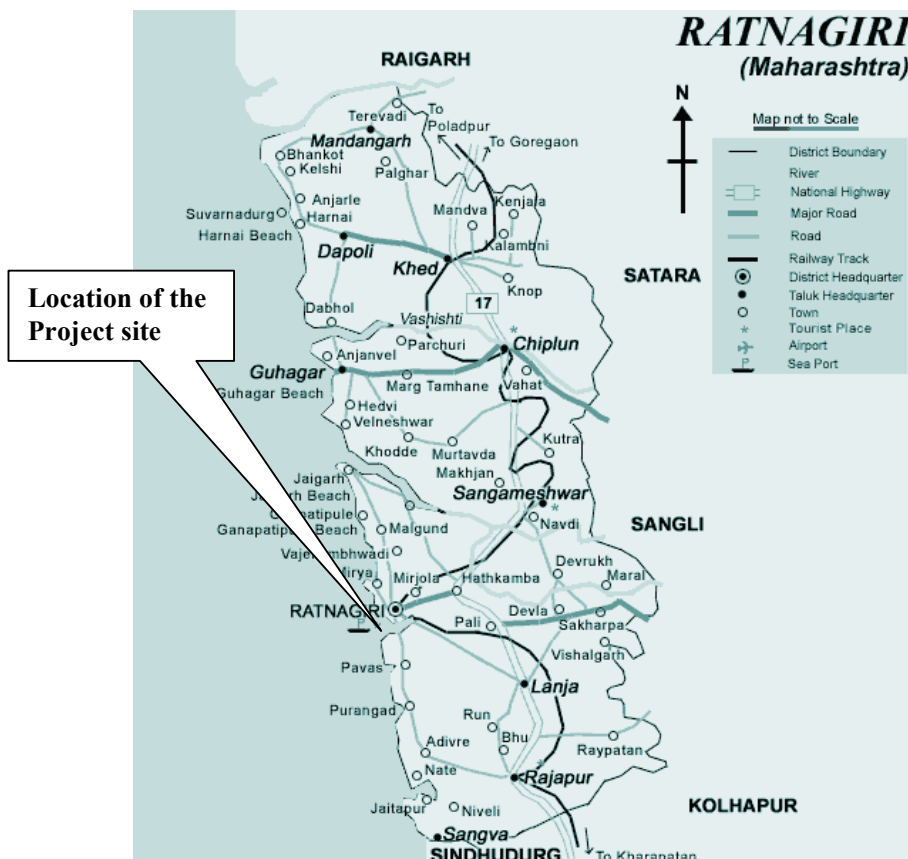 RATNAGIRI
(Maharashtra)
RAIGARH
N
Map not to Scale
District Boundary
River
National Highway
Major Road
Road
Railway Track
District Headquarter
Taluk Headquarter
Town
Tourist Place
Airport
Sea Port
Terevadi
To
Poladpur
To Goregaon
Mandangarh
Bhankot
Kelshi
Palghar
Anjarle
Suvarnadurg
Harnai
Harnai Beach
Mandva
Kenjala
Kalambni
Dapoli
Khed
Knop
SATARA
Location of the
Project site
17
Dabhol
Vashishti
Parchuri
Chiplun
Anjanvel
Guhagar
Guhagar Beach
Marg Tamhane
Vahat
Hedvi
Velneshwar
Khodde
Murtavda
Kutra
Makhjan
Jaigarh
Beach
Sangameshwar
Ganapatipule Beach
Malgund
Navdi
SANGLI
Mirjola
Hathkamba
Devrukh
Maral
RATNAGIRI
P
Pali
Devla
Sakharpa
Vishalgarh
Pavas
Lanja
Purangad
Run
Bhu
Raypatan
Adivre
Nate
Rajapur
Jaitapur
Niveli
KOLHAPUR
Sangva
SINDHUDURG
To Kharapatan